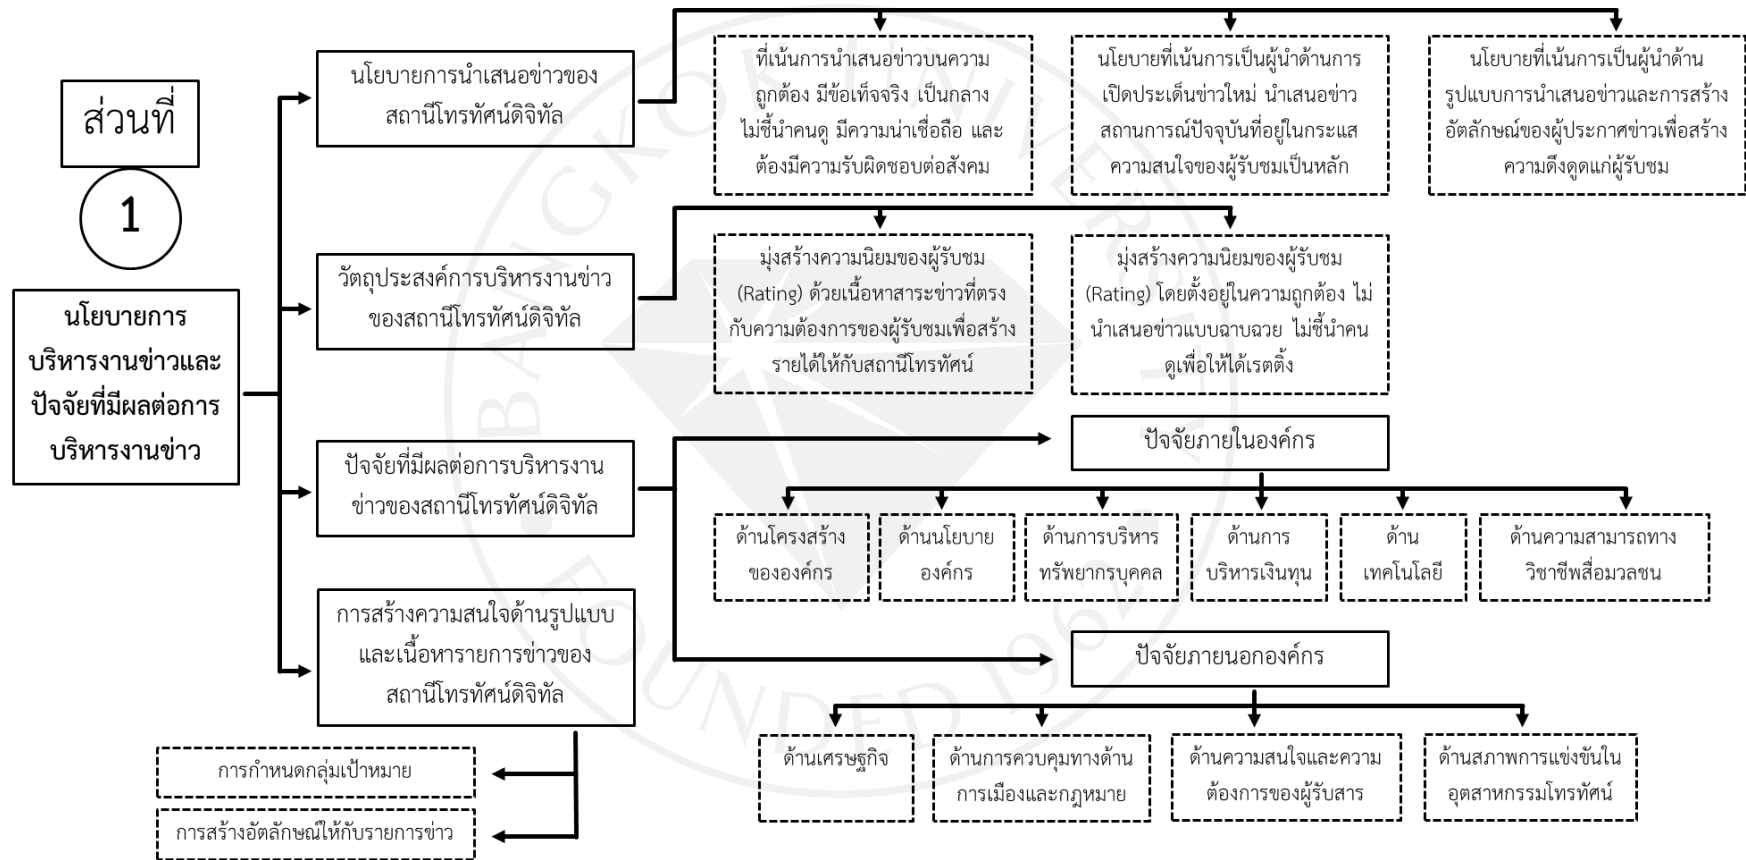 ส่วนที่
1
นโยบายการ
บริหารงานข่าวและ
ปัจจัยที่มีผลต่อการ
บริหารงานข่าว
นโยบายการนำเสนอข่าวของ
สถานีโทรทัศน์ดิจิทัล
ที่เน้นการนำเสนอข่าวบนความ
ถูกต้อง มีข้อเท็จจริง เป็นกลาง
ไม่ชี้นำคนดู มีความน่าเชื่อถือ และ
ต้องมีความรับผิดชอบต่อสังคม
นโยบายที่เน้นการเป็นผู้นำด้านการ
เปิดประเด็นข่าวใหม่ นำเสนอข่าว
สถานการณ์ปัจจุบันที่อยู่ในกระแส
ความสนใจของผู้รับชมเป็นหลัก
นโยบายที่เน้นการเป็นผู้นำด้าน
รูปแบบการนำเสนอข่าวและการสร้าง
อัตลักษณ์ของผู้ประกาศข่าวเพื่อสร้าง
ความดึงดูดแก่ผู้รับชม
วัตถุประสงค์การบริหารงานข่าว
ของสถานีโทรทัศน์ดิจิทัล
มุ่งสร้างความนิยมของผู้รับชม
(Rating) ด้วยเนื้อหาสาระข่าวที่ตรง
กับความต้องการของผู้รับชมเพื่อสร้าง
รายได้ให้กับสถานีโทรทัศน์
มุ่งสร้างความนิยมของผู้รับชม
(Rating) โดยตั้งอยู่ในความถูกต้อง ไม่
นำเสนอข่าวแบบฉาบฉวย ไม่ชี้นำคน
ดูเพื่อให้ได้เรตติ้ง
ปัจจัยที่มีผลต่อการบริหารงาน
ข่าวของสถานีโทรทัศน์ดิจิทัล
ปัจจัยภายในองค์กร
ด้านโครงสร้าง
ขององค์กร
ด้านนโยบาย
องค์กร
ด้านการบริหาร
ทรัพยากรบุคคล
ด้านการ
บริหารเงินทุน
ด้าน
เทคโนโลยี
ด้านความสามารถทาง
วิชาชีพสื่อมวลชน
ปัจจัยภายนอกองค์กร
ด้านเศรษฐกิจ
ด้านการควบคุมทางด้าน
การเมืองและกฎหมาย
ด้านความสนใจและความ
ต้องการของผู้รับสาร
ด้านสภาพการแข่งขันใน
อุตสาหกรรมโทรทัศน์
การสร้างความสนใจด้านรูปแบบ
และเนื้อหารายการข่าวของ
สถานีโทรทัศน์ดิจิทัล
การกำหนดกลุ่มเป้าหมาย
การสร้างอัตลักษณ์ให้กับรายการข่าว
BANGKOK UNIVERSITY
FOUNDED 1962